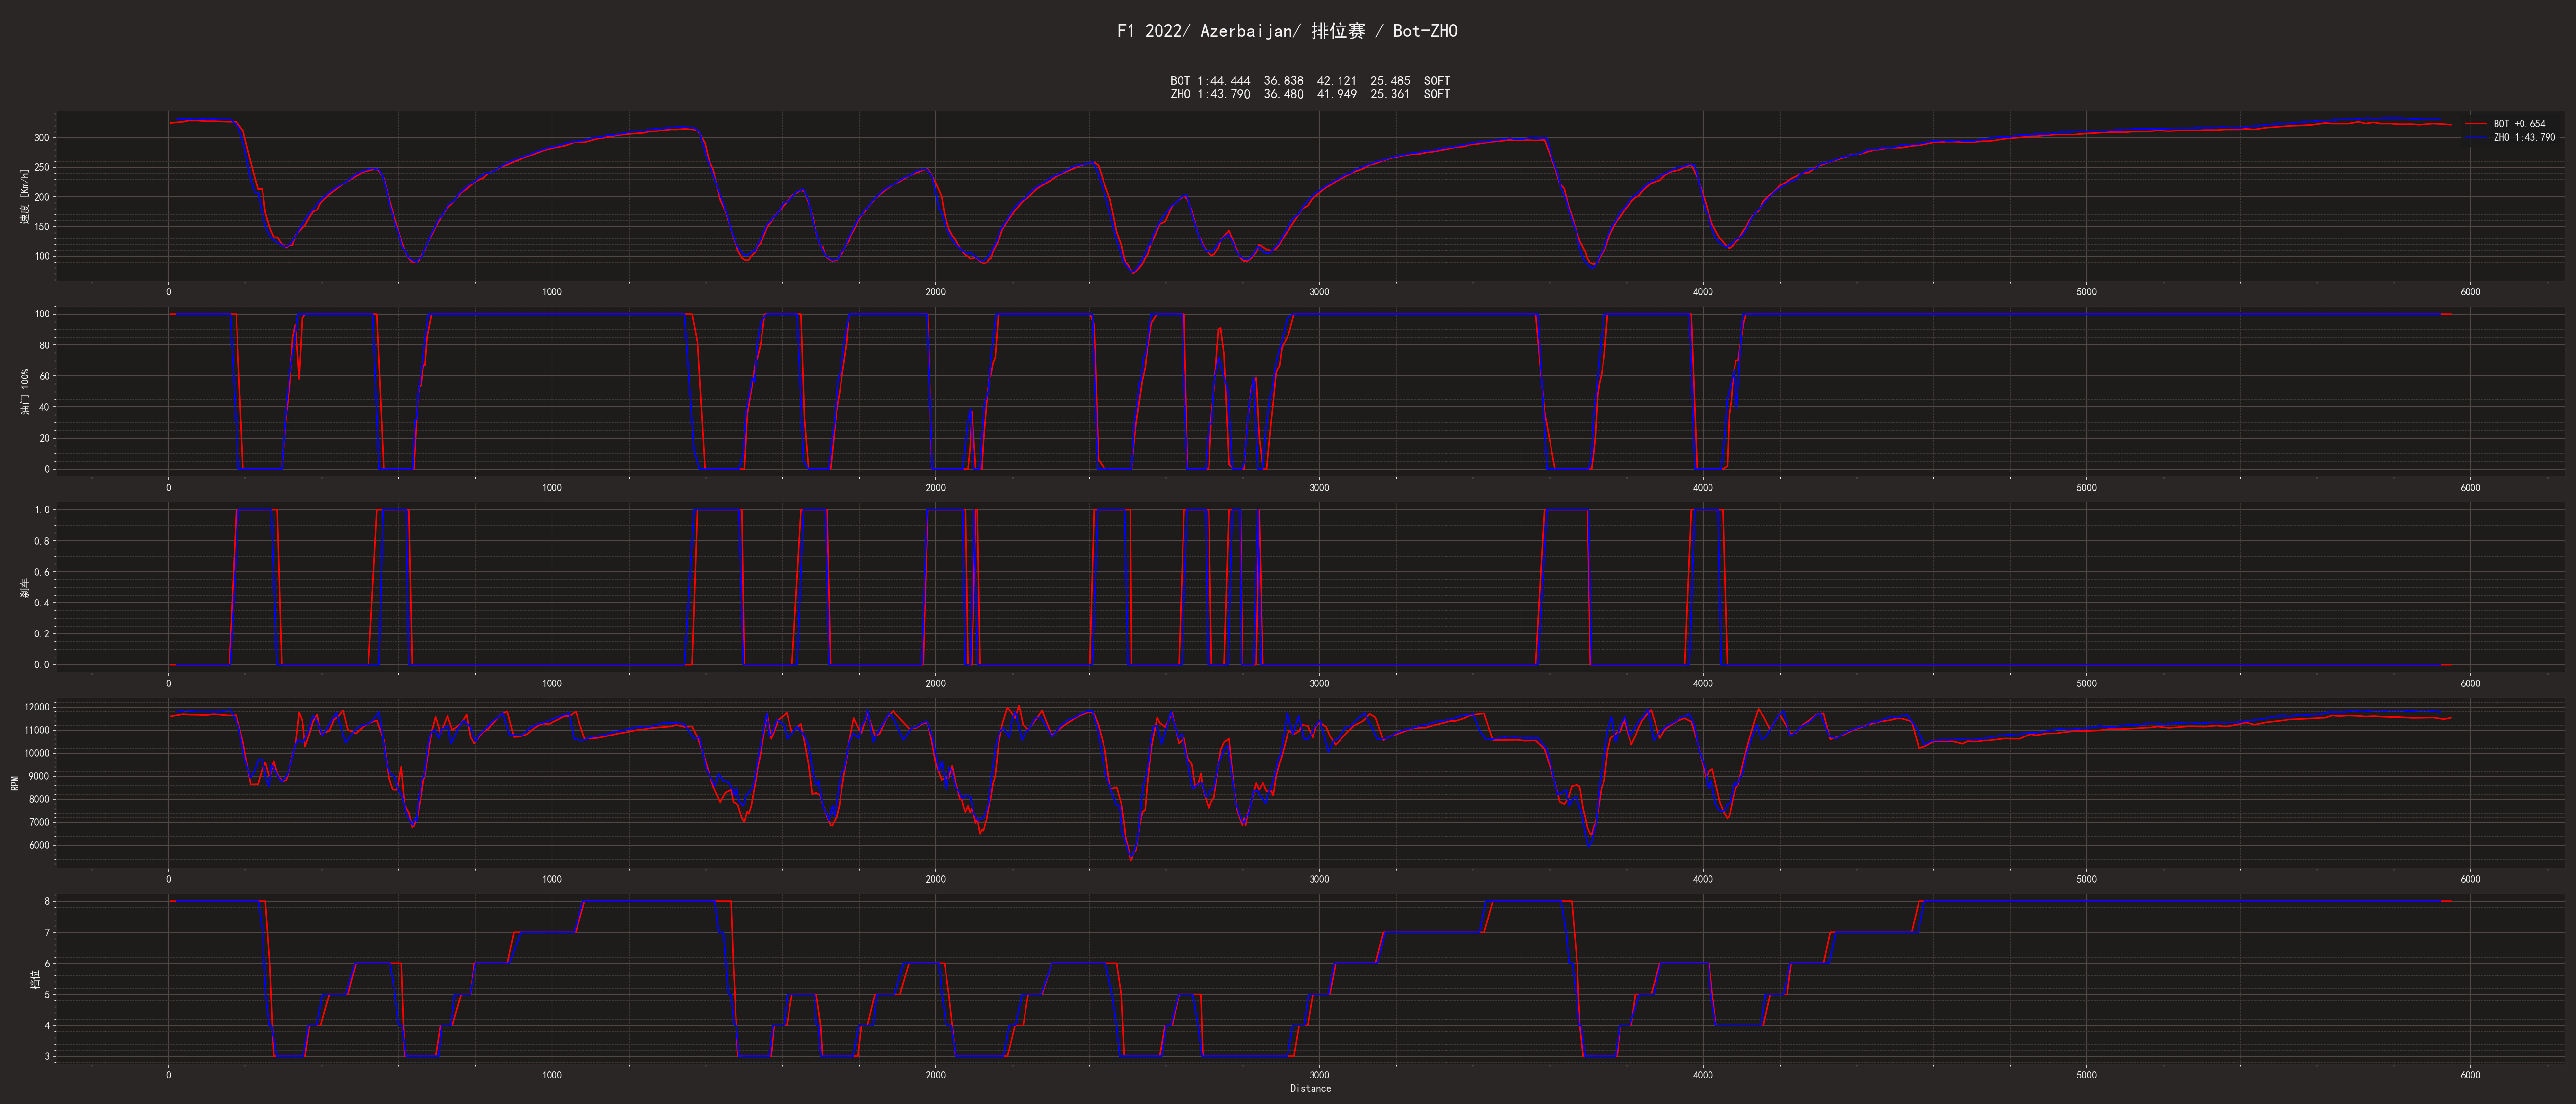 F1 2022/ Azerbaijan/ 排位赛 / Bot-ZHO
BOT 1:44.444 36.838 42.121 25.485 SOFT
ZHO 1:43.790 36.480 41.949 25.361 SOFT
BOT +0.654
ZHO 1:43.790
速度 [Km/h]
300
250
200
150
100
0 1000 2000 3000 4000 5000 6000
油门 100%
100
80
60
40
20
0
0 1000 2000 3000 4000 5000 6000
刹车
1.0
0.8
0.6
0.4
0.2
0.0
0 1000 2000 3000 4000 5000 6000
RPM
12000
11000
10000
9000
8000
7000
6000
0 1000 2000 3000 4000 5000 6000
档位
8
7
6
5
4
3
0 1000 2000 3000 4000 5000 6000
Distance